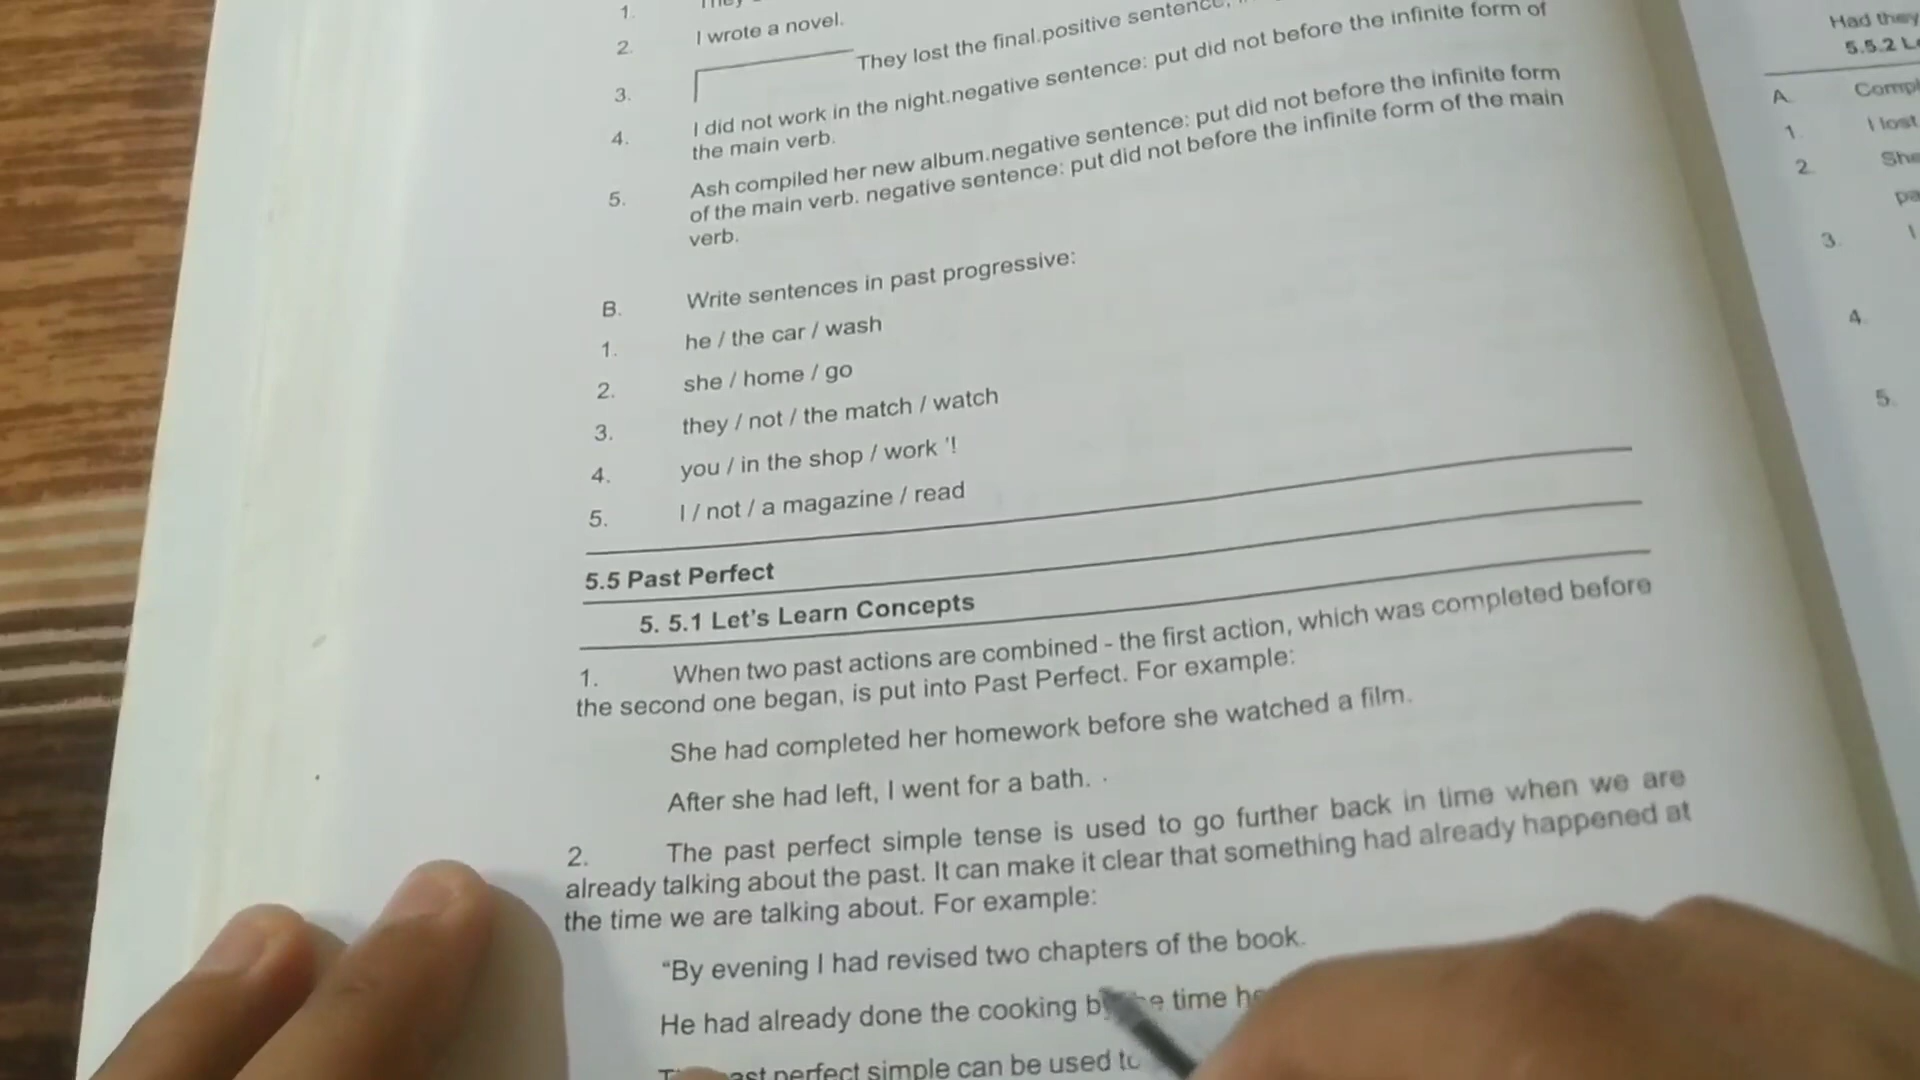 1.
2. I wrote a novel.
3. They lost the final.positive sentence,
4. I did not work in the night.negative sentence: put did not before the infinite form of
the main verb.
5. Ash compiled her new album.negative sentence: put did not before the infinite form
of the main verb. negative sentence: put did not before the infinite form of the main
verb.
B. Write sentences in past progressive:
1. he / the car / wash
2. she / home / go
3. they / not / the match / watch
4. you / in the shop / work '!
5. I / not / a magazine / read
5.5 Past Perfect
5. 5.1 Let's Learn Concepts
1. When two past actions are combined - the first action, which was completed before
the second one began, is put into Past Perfect. For example:
She had completed her homework before she watched a film.
After she had left, I went for a bath. .
2. The past perfect simple tense is used to go further back in time when we are
already talking about the past. It can make it clear that something had already happened at
the time we are talking about. For example:
“By evening I had revised two chapters of the book.
He had already done the cooking time
perfect simple can be used to
Had they
5.5.2
A.
1. I lost
2. She
3. I
4.
5.